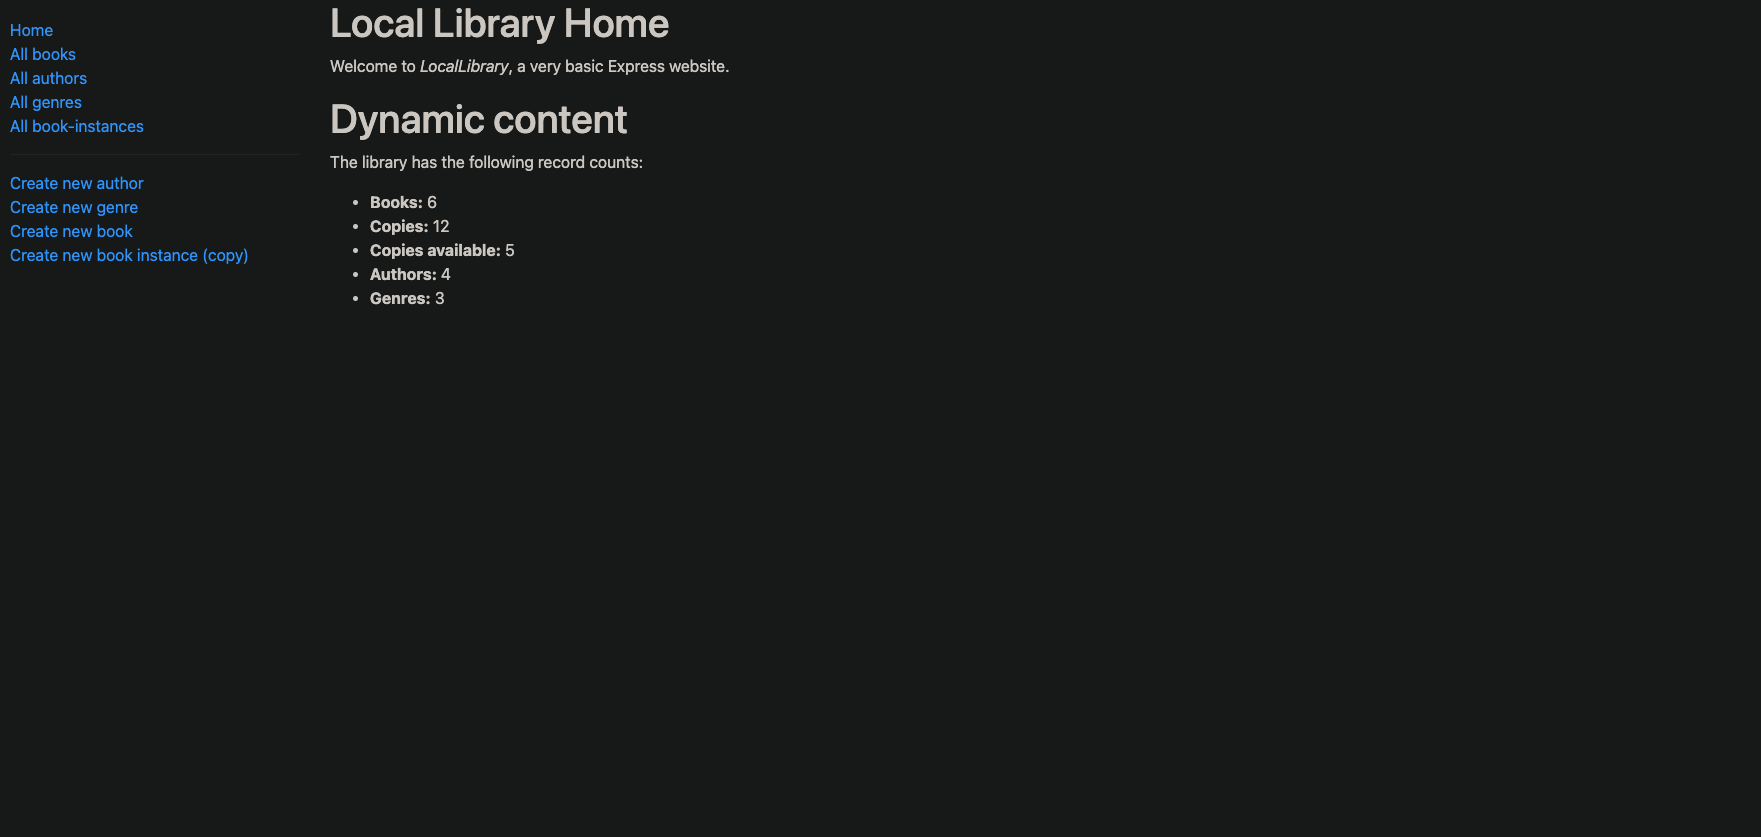 Home
All books
All authors
All genres
All book-instances
Create new author
Create new genre
Create new book
Create new book instance (copy)
Local Library Home
Welcome to LocalLibrary, a very basic Express website.
Dynamic content
The library has the following record counts:
Books: 6
Copies: 12
Copies available: 5
Authors: 4
Genres: 3